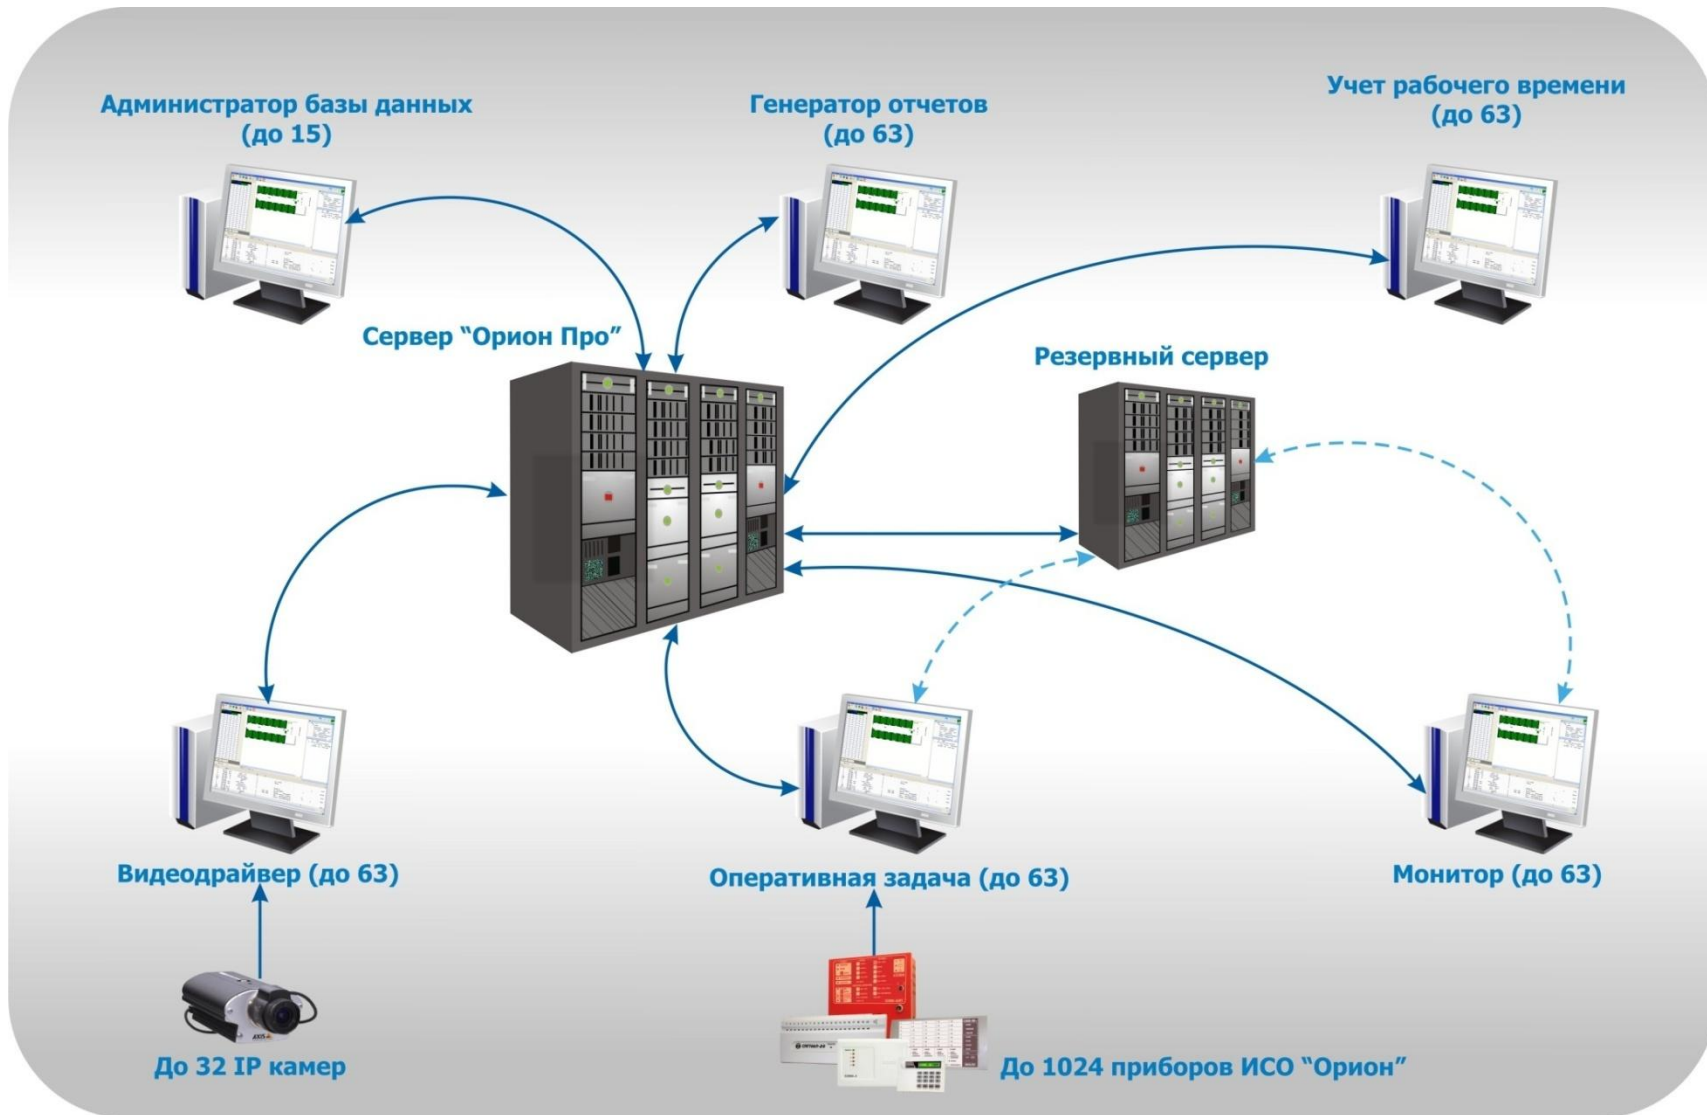 Администратор базы данных
(до 15)
Генератор отчетов
(до 63)
Учет рабочего времени
(до 63)
Сервер “Орион Про”
Резервный сервер
Видеодрайвер (до 63)
Оперативная задача (до 63)
Монитор (до 63)
AXIS
До 32 IP камер
До 1024 приборов ИСО “Орион”